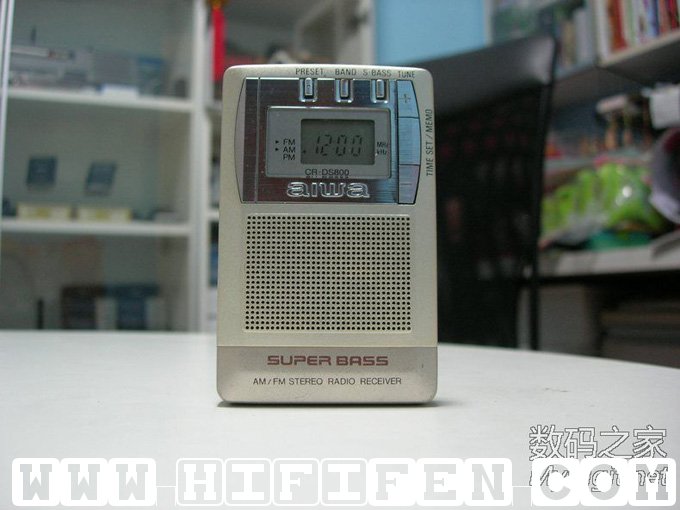 PRESET BAND S BASS TUNE
FM
AM
PM
12:00
MHz
kHz
TIME SET / MEMO
CR-DS800
aiwa
SUPER BASS
AM/FM STEREO RADIO RECEIVER
数码之家
WWW.HIFIFEN.COM